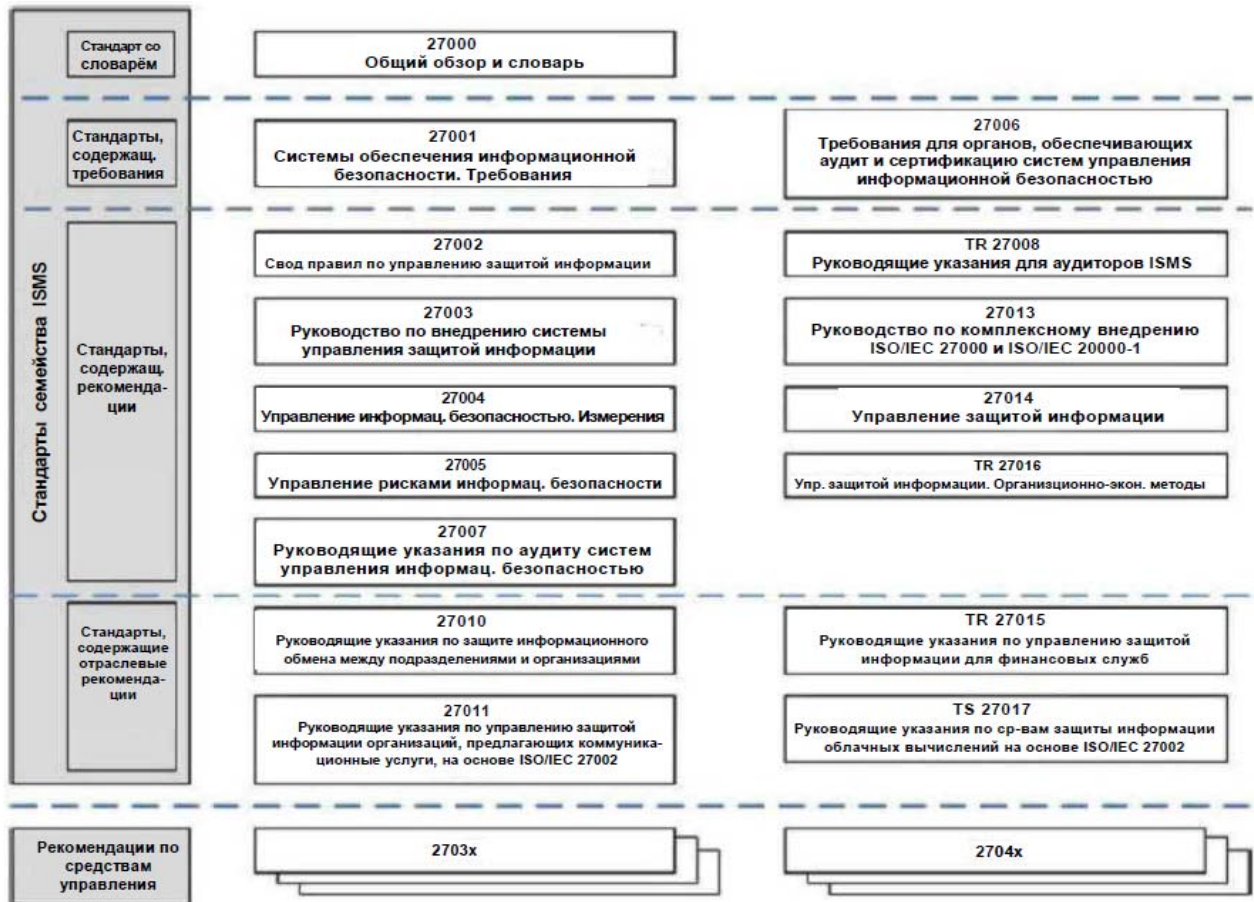 Стандарты семейства ISMS
Стандарт со
словарём
27000
Общий обзор и словарь
Стандарты,
содержащ.
требования
27001
Системы обеспечения информационной
безопасности. Требования
27006
Требования для органов, обеспечивающих
аудит и сертификацию систем управления
информационной безопасностью
Стандарты,
содержащ.
рекоменда-
ции
27002
Свод правил по управлению защитой информации
27003
Руководство по внедрению системы
управления защитой информации
27004
Управление информац. безопасностью. Измерения
27005
Управление рисками информац. безопасности
27007
Руководящие указания по аудиту систем
управления информац. безопасностью
TR 27008
Руководящие указания для аудиторов ISMS
27013
Руководство по комплексному внедрению
ISO/IEC 27000 и ISO/IEC 20000-1
27014
Управление защитой информации
TR 27016
Упр. защитой информации. Организционно-экон. методы
Стандарты,
содержащие
отраслевые
рекоменда-
ции
27010
Руководящие указания по защите информационного
обмена между подразделениями и организациями
27011
Руководящие указания по управлению защитой
информации организаций, предлагающих коммуника-
ционные услуги, на основе ISO/IEC 27002
TR 27015
Руководящие указания по управлению защитой
информации для финансовых служб
TS 27017
Руководящие указания по ср-вам защиты информации
облачных вычислений на основе ISO/IEC 27002
Рекомендации по
средствам
управления
2703x
2704x